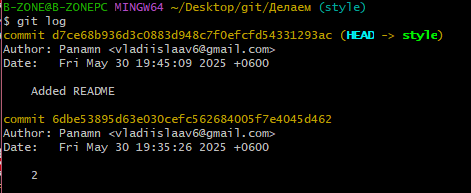 B-ZONE@B-ZONEPC MINGW64 ~/Desktop/git/Делаем (style)
$ git log
commit d7ce68b936d3c0883d948c7f0efcfd54331293ac (HEAD -> style)
Author: Panamn <vladiislaav6@gmail.com>
Date:   Fri May 30 19:45:09 2025 +0600
    Added README
commit 6dbe53895d63e030cefc562684005f7e4045d462
Author: Panamn <vladiislaav6@gmail.com>
Date:   Fri May 30 19:35:26 2025 +0600
    2